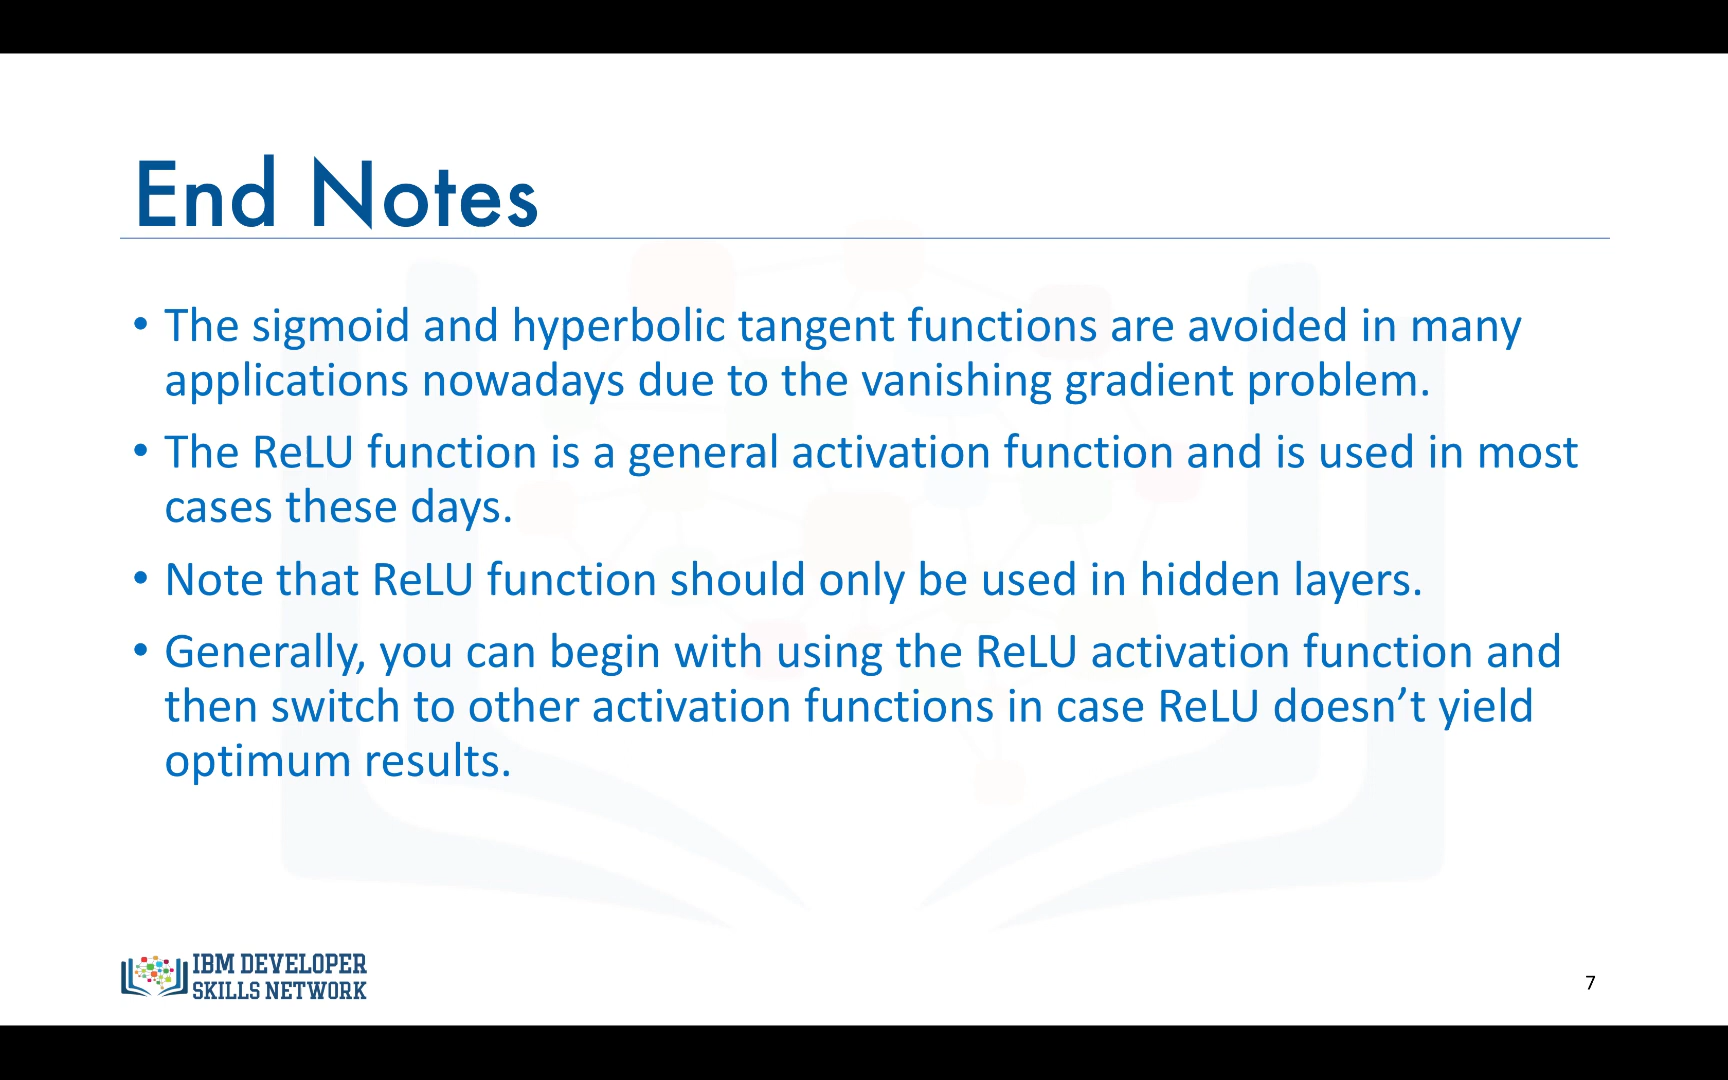 End Notes
• The sigmoid and hyperbolic tangent functions are avoided in many
applications nowadays due to the vanishing gradient problem.
• The ReLU function is a general activation function and is used in most
cases these days.
• Note that ReLU function should only be used in hidden layers.
• Generally, you can begin with using the ReLU activation function and
then switch to other activation functions in case ReLU doesn’t yield
optimum results.
IBM DEVELOPER
SKILLS NETWORK
7